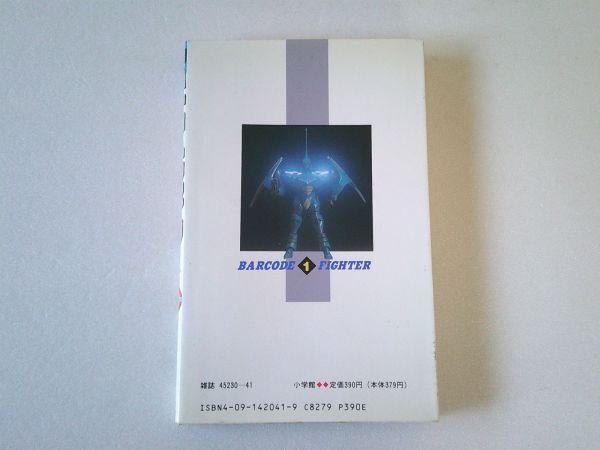 BARCODE 1 FIGHTER
雑誌 45230—41 小学館◆◆定価390円(本体379円)
ISBN4-09-142041-9 C8279 P390E